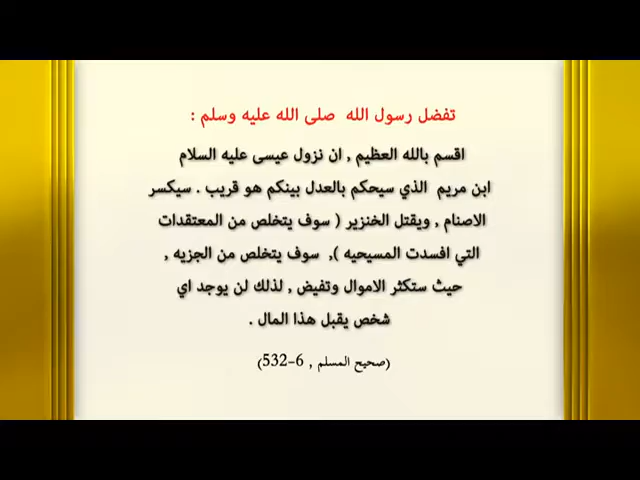 تفضل رسول الله صلى الله عليه وسلم :
اقسم بالله العظيم , ان نزول عيسى عليه السلام
ابن مريم الذي سيحكم بالعدل بينكم هو قريب . سيكسر
الاصنام , ويقتل الخنزير ( سوف يتخلص من المعتقدات
التي افسدت المسيحيه ), سوف يتخلص من الجزيه ,
حيث ستكثر الاموال وتفيض , لذلك لن يوجد اي
شخص يقبل هذا المال .
(صحيح المسلم , 6-532)